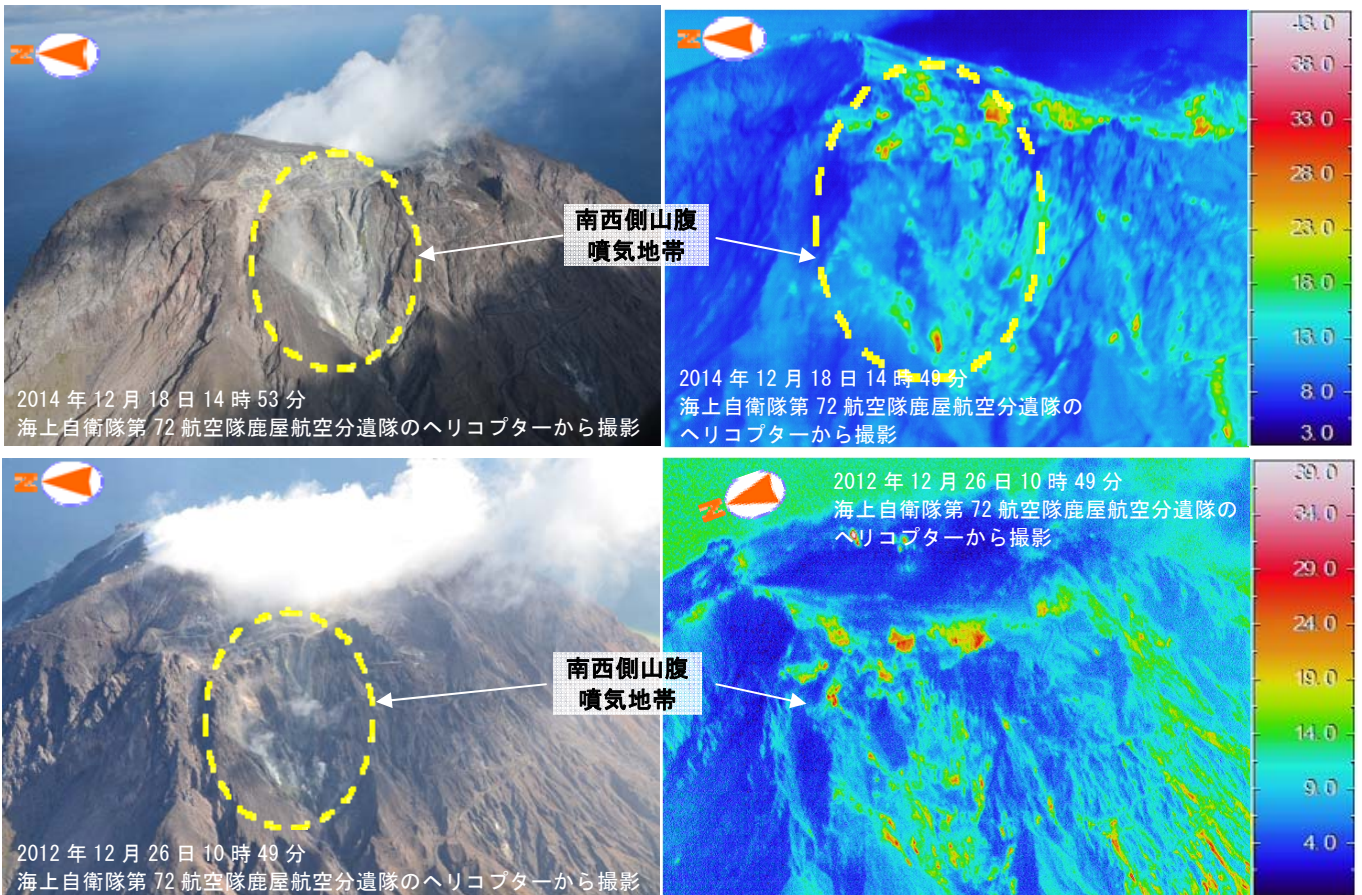 N
N
43.0
38.0
33.0
28.0
23.0
18.0
13.0
8.0
3.0
南西側山腹
噴気地帯
2014 年 12 月 18 日 14 時 53 分
海上自衛隊第 72 航空隊鹿屋航空分遣隊のヘリコプターから撮影
2014 年 12 月 18 日 14 時 49 分
海上自衛隊第 72 航空隊鹿屋航空分遣隊の
ヘリコプターから撮影
N
N
2012 年 12 月 26 日 10 時 49 分
海上自衛隊第 72 航空隊鹿屋航空分遣隊の
ヘリコプターから撮影
39.0
34.0
29.0
24.0
19.0
14.0
9.0
4.0
南西側山腹
噴気地帯
2012 年 12 月 26 日 10 時 49 分
海上自衛隊第 72 航空隊鹿屋航空分遣隊のヘリコプターから撮影